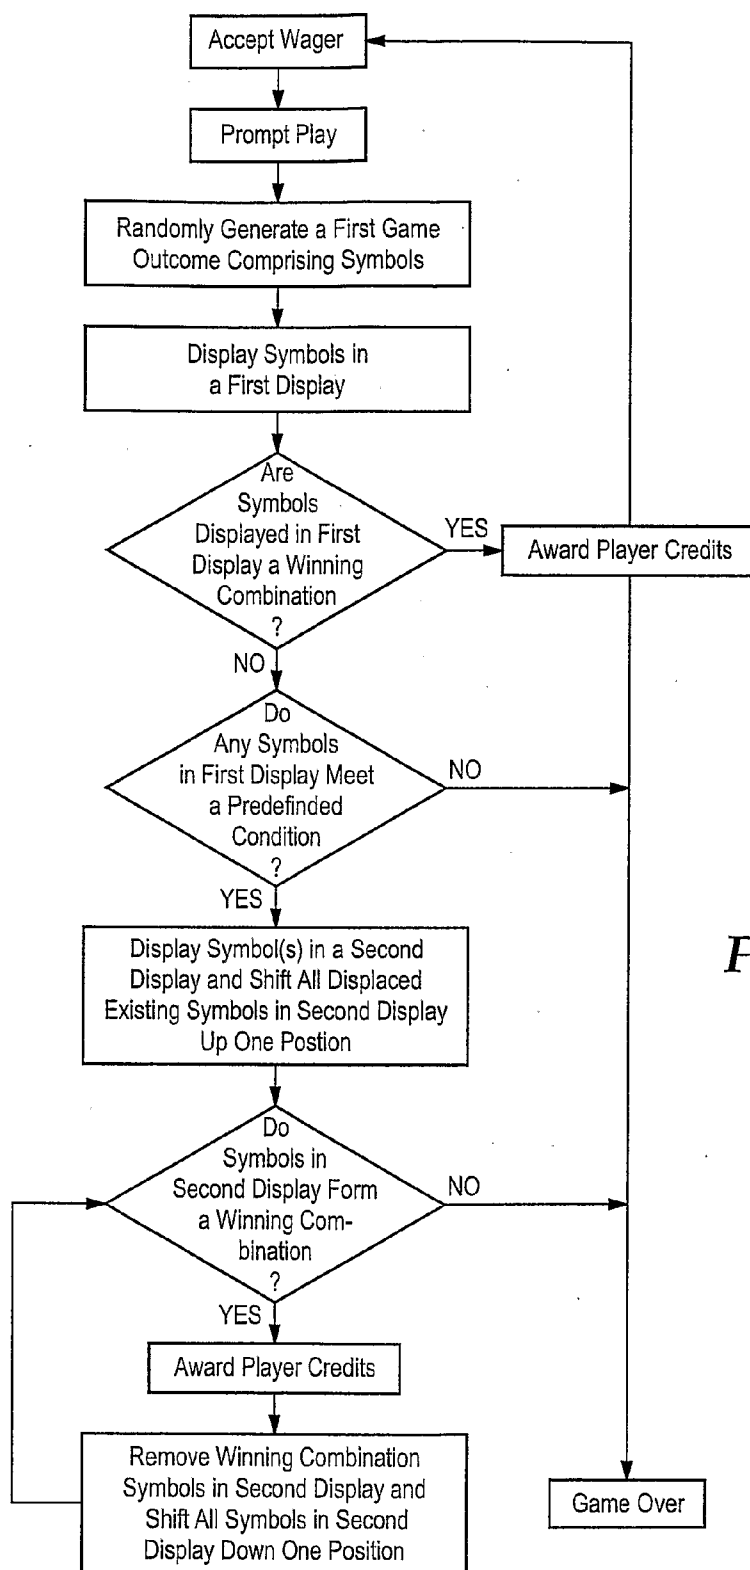 Accept Wager
Prompt Play
Randomly Generate a First Game
Outcome Comprising Symbols
Display Symbols in
a First Display
Are
Symbols
Displayed in First
Display a Winning
Combination
?
YES
Award Player Credits
NO
Do
Any Symbols
in First Display Meet
a Predefinded
Condition
?
NO
YES
Display Symbol(s) in a Second
Display and Shift All Displaced
Existing Symbols in Second Display
Up One Postion
Do
Symbols in
Second Display Form
a Winning Com-
bination
?
NO
YES
Award Player Credits
Remove Winning Combination
Symbols in Second Display and
Shift All Symbols in Second
Display Down One Position
Game Over